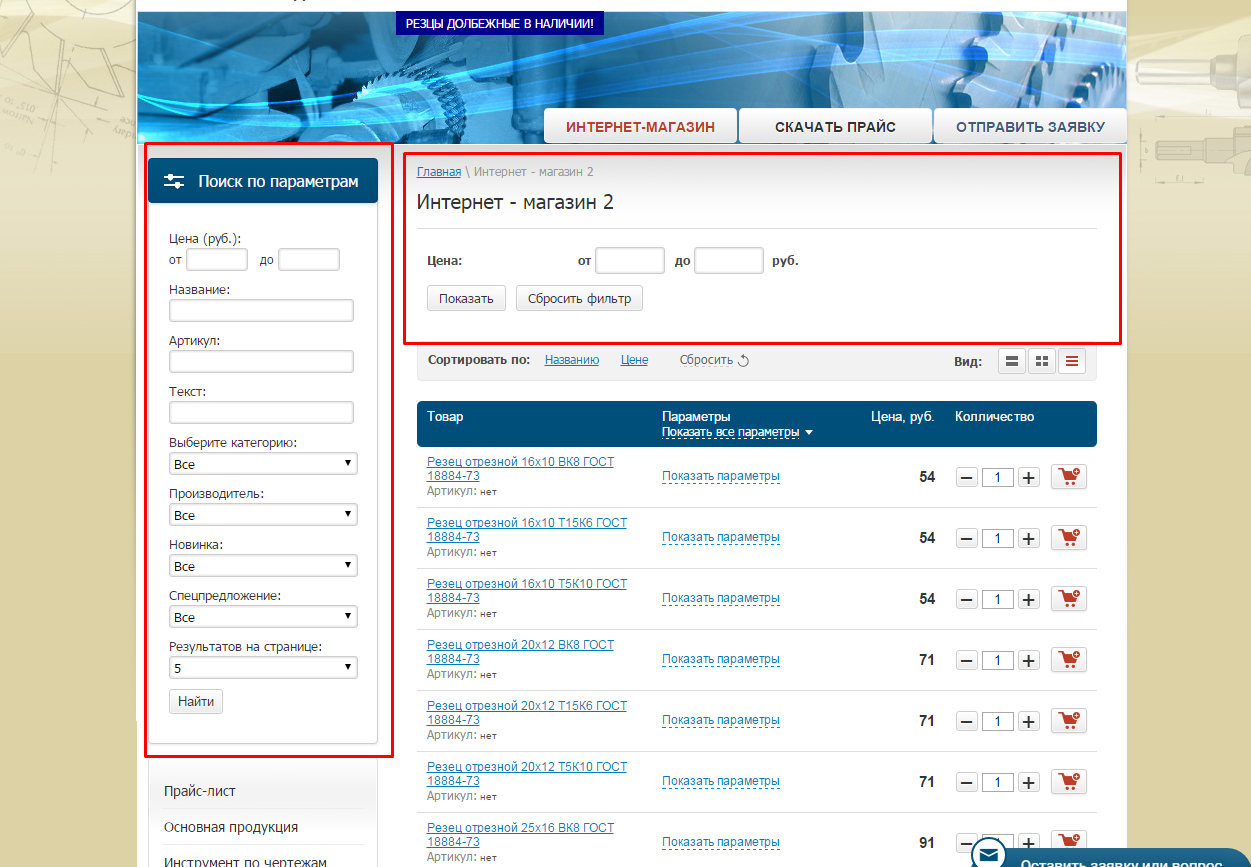 РЕЗЦЫ ДОЛБЕЖНЫЕ В НАЛИЧИИ!
ИНТЕРНЕТ-МАГАЗИН
СКАЧАТЬ ПРАЙС
ОТПРАВИТЬ ЗАЯВКУ
Поиск по параметрам
Цена (руб.):
от до
Название:
Артикул:
Текст:
Выберите категорию:
Все
Производитель:
Все
Новинка:
Все
Спецпредложение:
Все
Результатов на странице:
5
Найти
Прайс-лист
Основная продукция
Инструмент по чертежам
Главная \ Интернет - магазин 2
Интернет - магазин 2
Цена: от до руб.
Показать Сбросить фильтр
Сортировать по: Названию Цене Сбросить Вид:
Товар Параметры Цена, руб. Колличество
Показать все параметры
Резец отрезной 16х10 ВК8 ГОСТ
18884-73
Артикул: нет
Показать параметры 54 1
Резец отрезной 16х10 Т15К6 ГОСТ
18884-73
Артикул: нет
Показать параметры 54 1
Резец отрезной 16х10 Т5К10 ГОСТ
18884-73
Артикул: нет
Показать параметры 54 1
Резец отрезной 20х12 ВК8 ГОСТ
18884-73
Артикул: нет
Показать параметры 71 1
Резец отрезной 20х12 Т15К6 ГОСТ
18884-73
Артикул: нет
Показать параметры 71 1
Резец отрезной 20х12 Т5К10 ГОСТ
18884-73
Артикул: нет
Показать параметры 71 1
Резец отрезной 25х16 ВК8 ГОСТ
18884-73
Артикул: нет
Показать параметры 91
Оставить заявку или вопрос